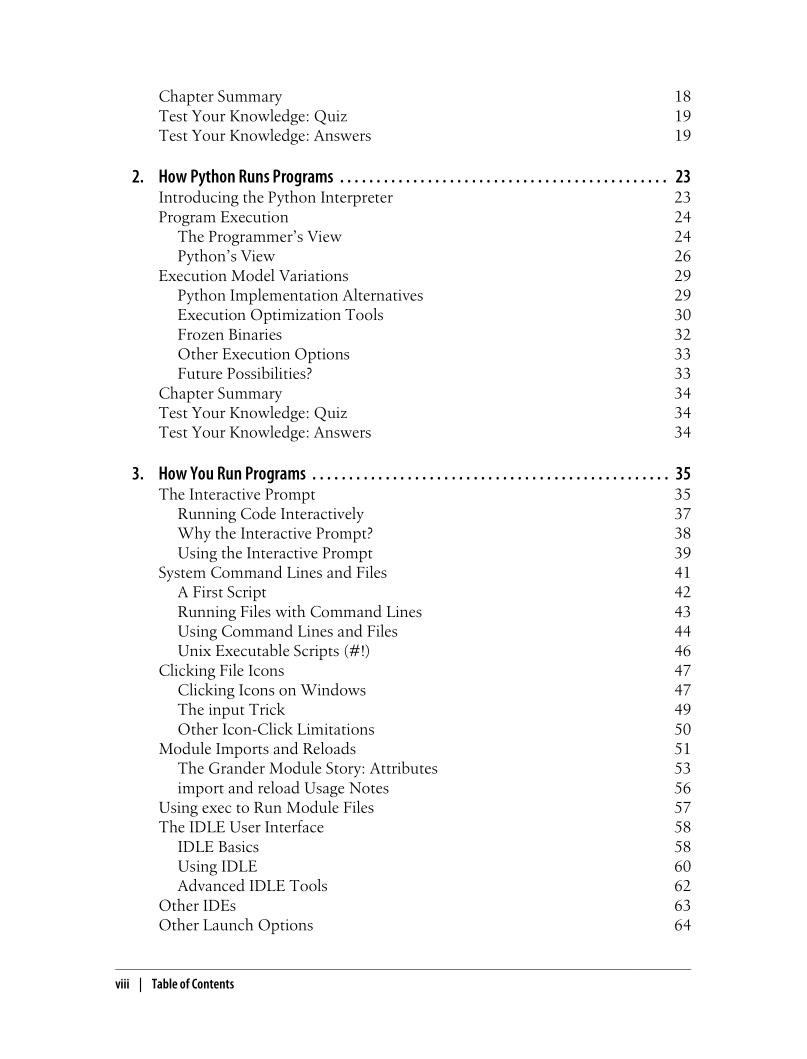 Chapter Summary 18
Test Your Knowledge: Quiz 19
Test Your Knowledge: Answers 19
2. How Python Runs Programs . . . . . . . . . . . . . . . . . . . . . . . . . . . . . . . . . . . . . . . . . . . . . 23
Introducing the Python Interpreter 23
Program Execution 24
The Programmer’s View 24
Python’s View 26
Execution Model Variations 29
Python Implementation Alternatives 29
Execution Optimization Tools 30
Frozen Binaries 32
Other Execution Options 33
Future Possibilities? 33
Chapter Summary 34
Test Your Knowledge: Quiz 34
Test Your Knowledge: Answers 34
3. How You Run Programs . . . . . . . . . . . . . . . . . . . . . . . . . . . . . . . . . . . . . . . . . . . . . . . . . 35
The Interactive Prompt 35
Running Code Interactively 37
Why the Interactive Prompt? 38
Using the Interactive Prompt 39
System Command Lines and Files 41
A First Script 42
Running Files with Command Lines 43
Using Command Lines and Files 44
Unix Executable Scripts (#!) 46
Clicking File Icons 47
Clicking Icons on Windows 47
The input Trick 49
Other Icon-Click Limitations 50
Module Imports and Reloads 51
The Grander Module Story: Attributes 53
import and reload Usage Notes 56
Using exec to Run Module Files 57
The IDLE User Interface 58
IDLE Basics 58
Using IDLE 60
Advanced IDLE Tools 62
Other IDEs 63
Other Launch Options 64
viii | Table of Contents